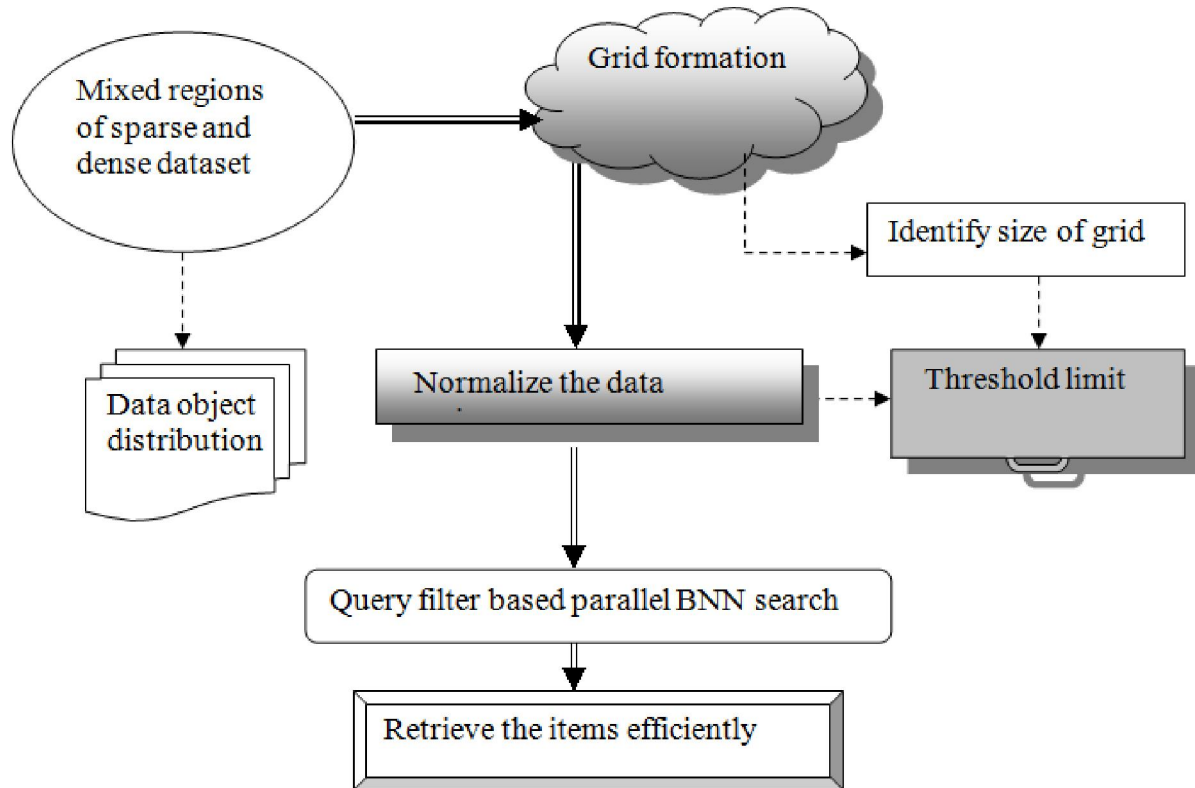 Mixed regions
of sparse and
dense dataset
Grid formation
Identify size of grid
Data object
distribution
Normalize the data
.
Threshold limit
Query filter based parallel BNN search
Retrieve the items efficiently